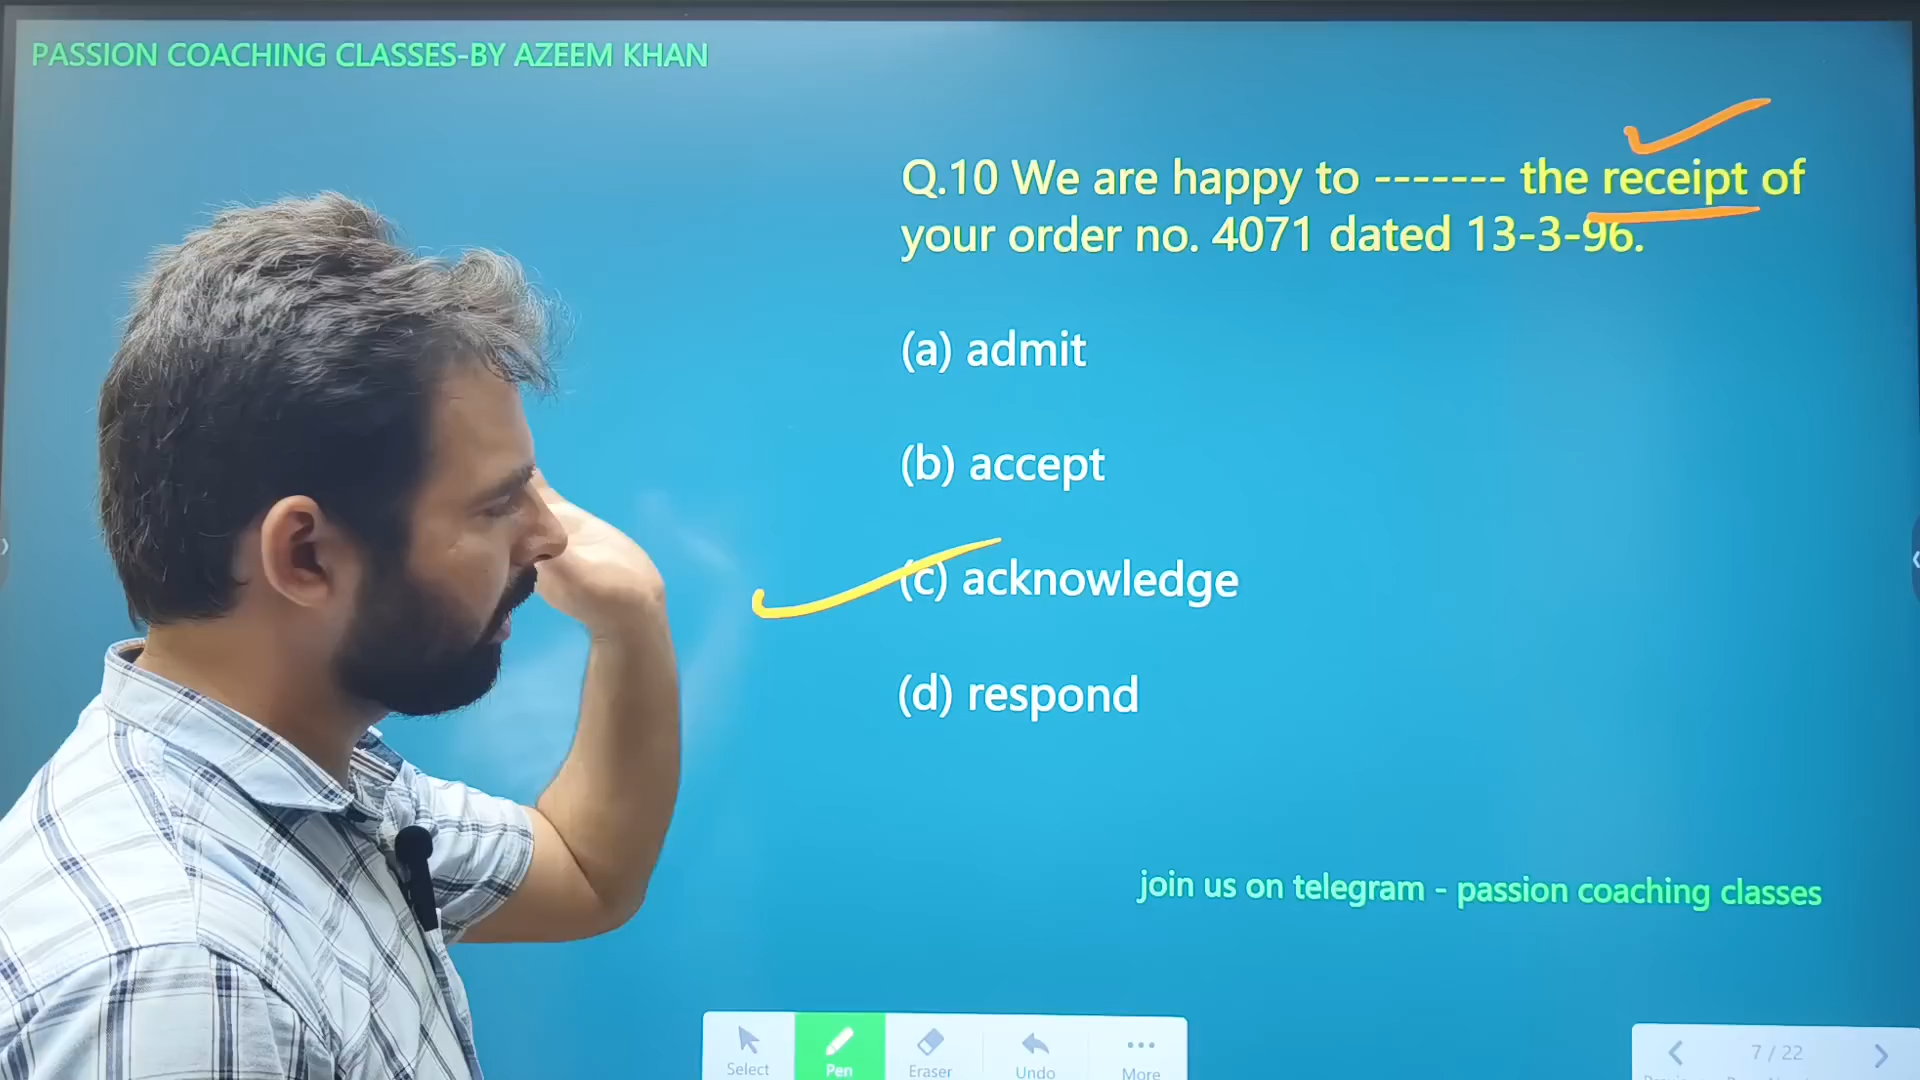 PASSION COACHING CLASSES-BY AZEEM KHAN
Q.10 We are happy to ------- the receipt of
your order no. 4071 dated 13-3-96.
(a) admit
(b) accept
(c) acknowledge
(d) respond
join us on telegram - passion coaching classes
Select Pen Eraser Undo More
7 / 22